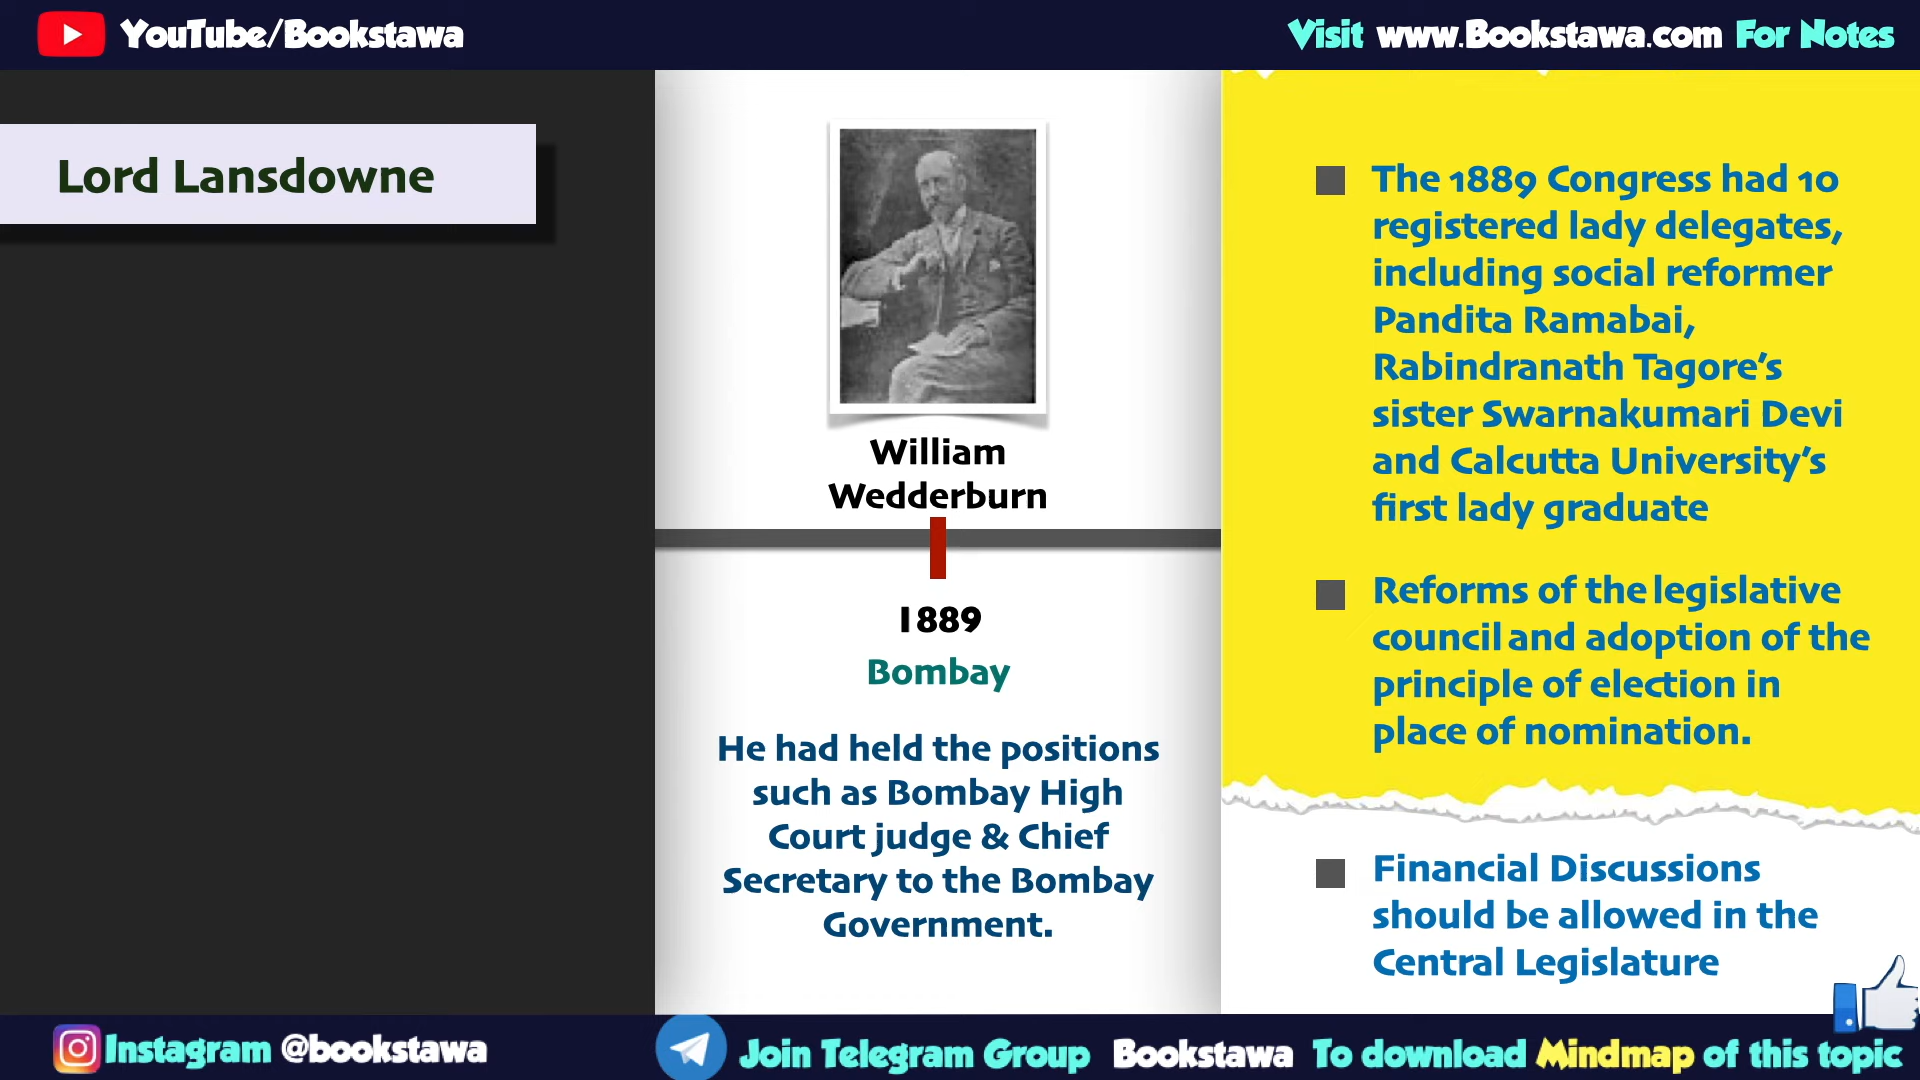 YouTube/Bookstawa
Visit www.Bookstawa.com For Notes
Lord Lansdowne
William
Wedderburn
1889
Bombay
He had held the positions
such as Bombay High
Court judge & Chief
Secretary to the Bombay
Government.
The 1889 Congress had 10
registered lady delegates,
including social reformer
Pandita Ramabai,
Rabindranath Tagore's
sister Swarnakumari Devi
and Calcutta University's
first lady graduate
Reforms of the legislative
council and adoption of the
principle of election in
place of nomination.
Financial Discussions
should be allowed in the
Central Legislature
Instagram @bookstawa
Join Telegram Group Bookstawa To download Mindmap of this topic